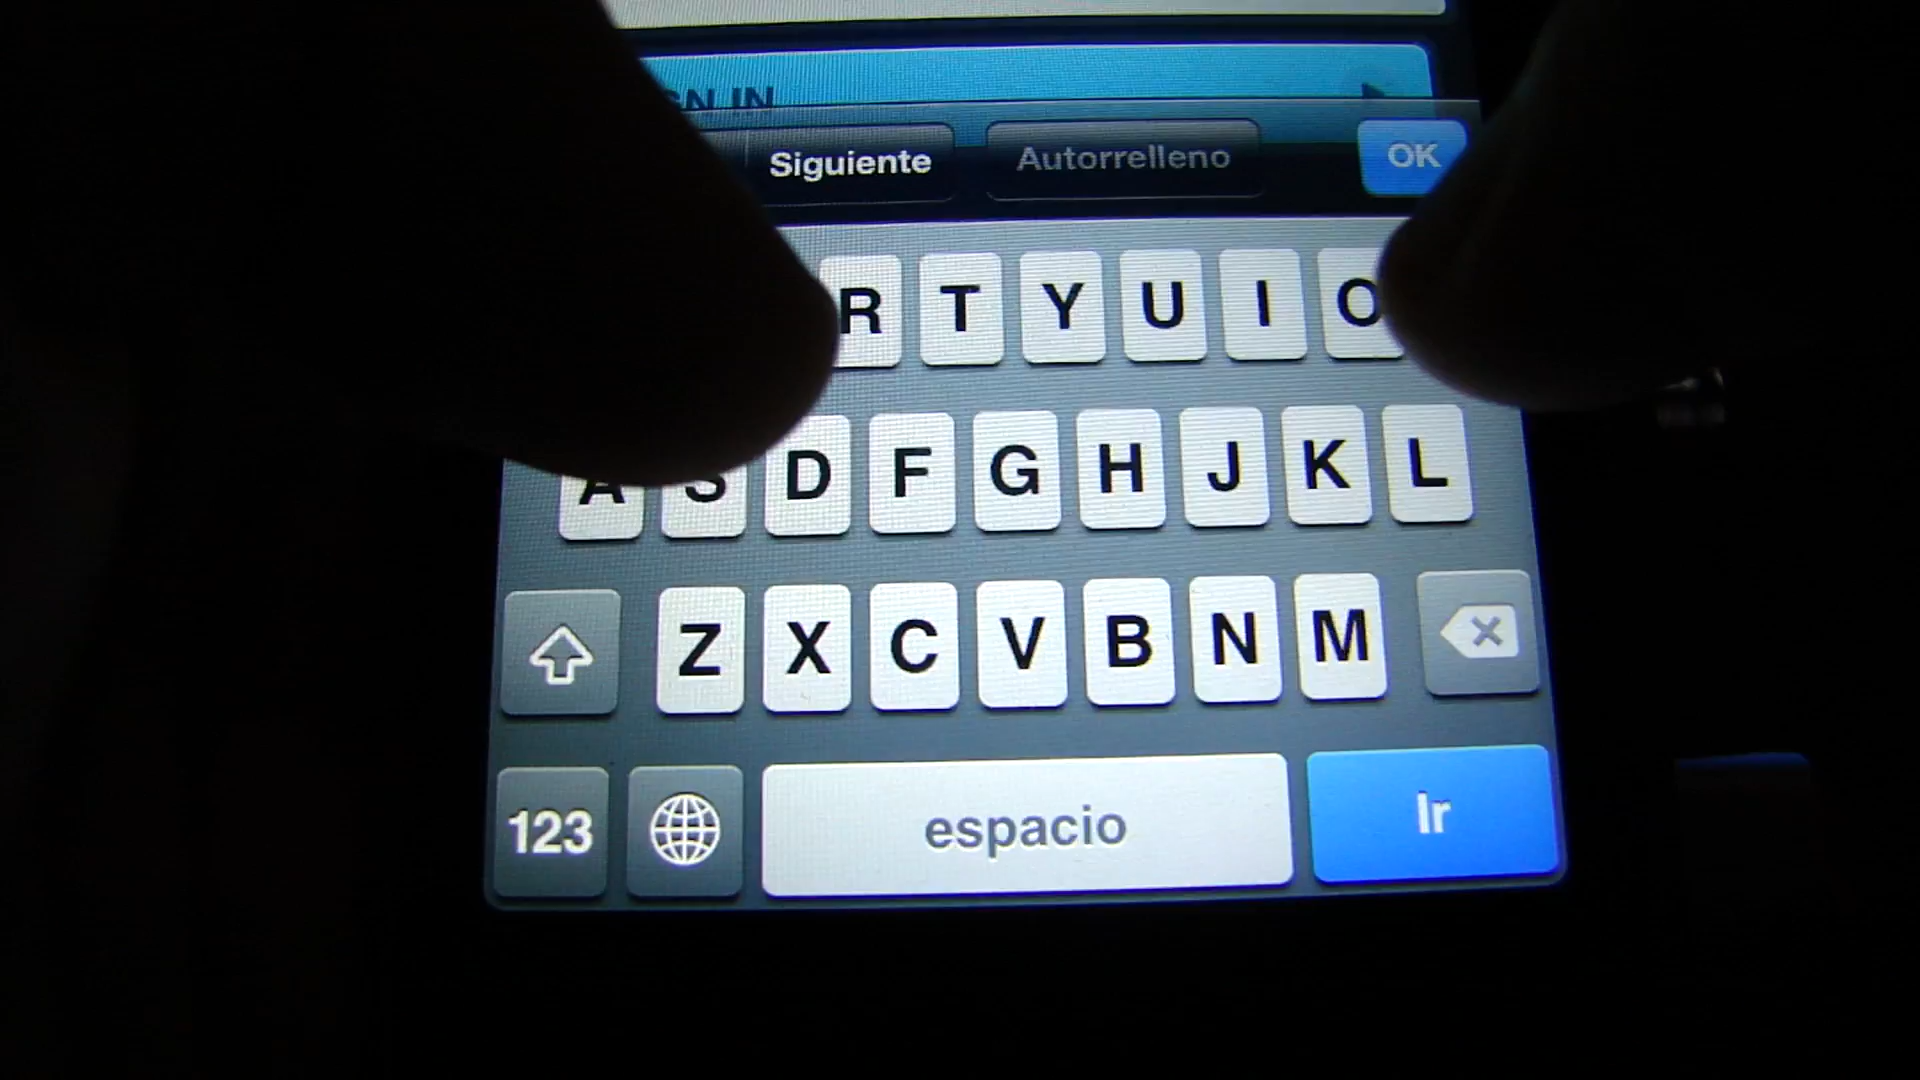 Siguiente Autorrelleno OK
R T Y U I O
A S D F G H J K L
Z X C V B N M
123 espacio Ir